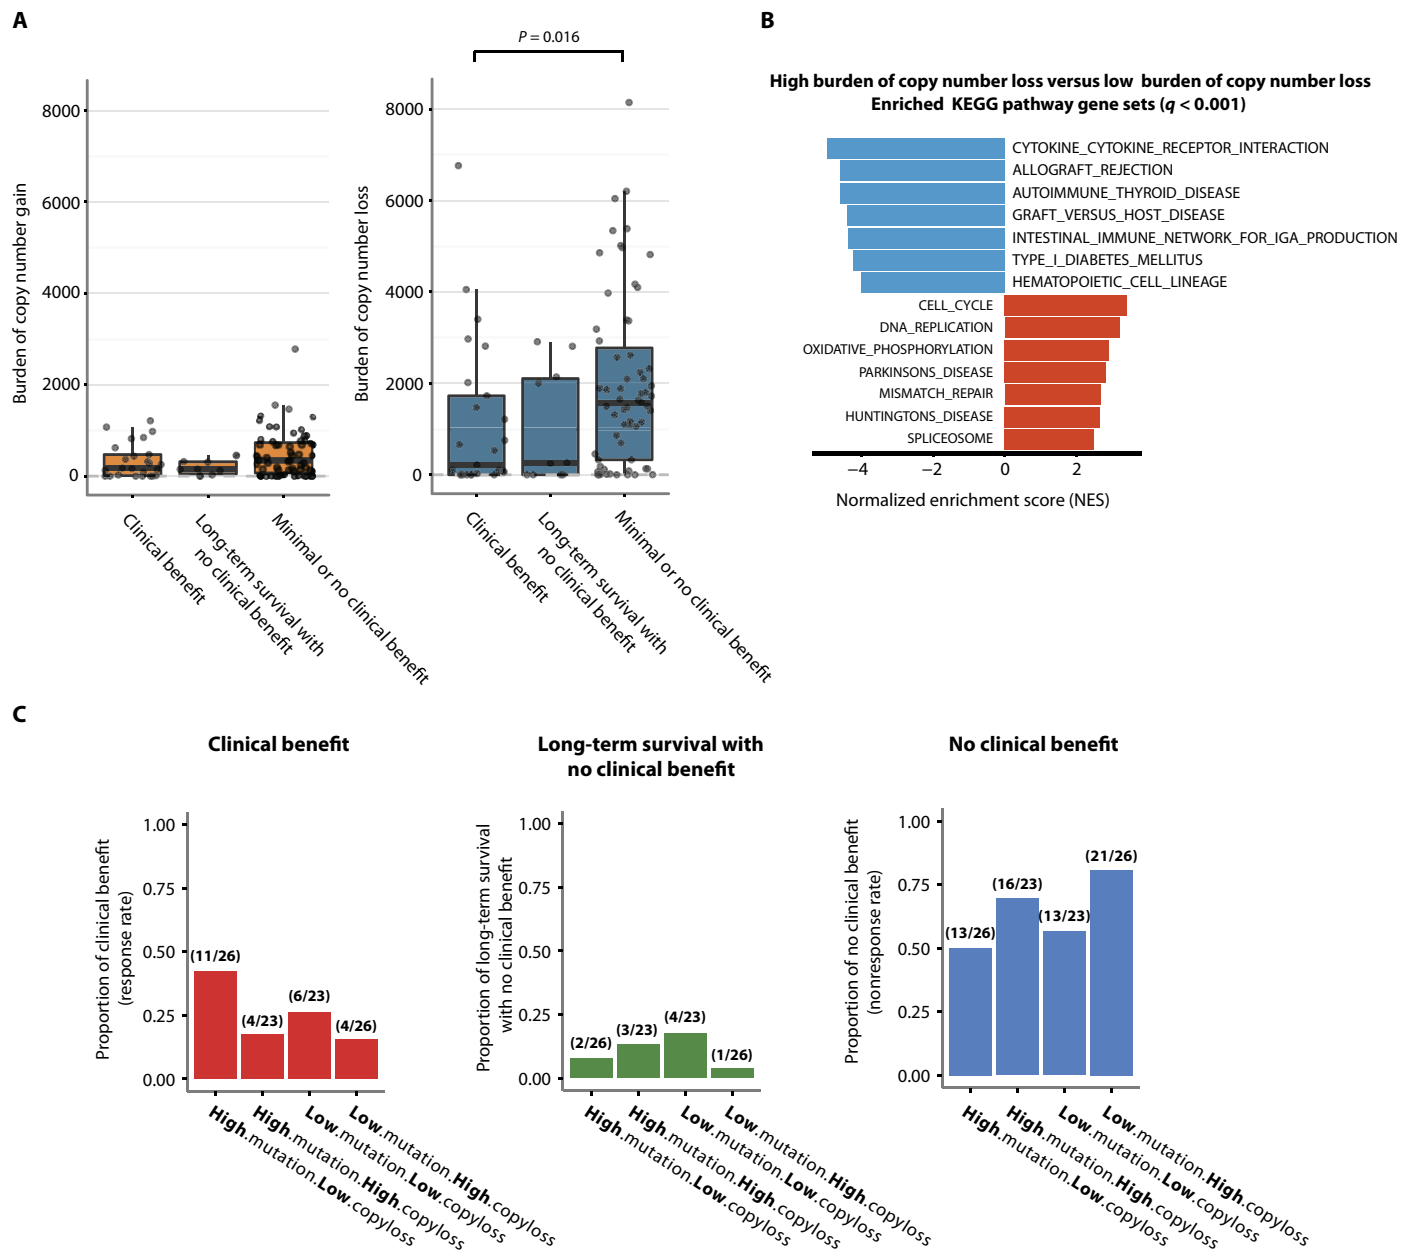 A
P = 0.016
Burden of copy number gain
8000
6000
4000
2000
0
Clinical benefit
Long-term survival with
no clinical benefit
Minimal or no clinical benefit
Burden of copy number loss
8000
6000
4000
2000
0
Clinical benefit
Long-term survival with
no clinical benefit
Minimal or no clinical benefit
B
High burden of copy number loss versus low burden of copy number loss
Enriched KEGG pathway gene sets (q < 0.001)
CYTOKINE_CYTOKINE_RECEPTOR_INTERACTION
ALLOGRAFT_REJECTION
AUTOIMMUNE_THYROID_DISEASE
GRAFT_VERSUS_HOST_DISEASE
INTESTINAL_IMMUNE_NETWORK_FOR_IGA_PRODUCTION
TYPE_I_DIABETES_MELLITUS
HEMATOPOIETIC_CELL_LINEAGE
CELL_CYCLE
DNA_REPLICATION
OXIDATIVE_PHOSPHORYLATION
PARKINSONS_DISEASE
MISMATCH_REPAIR
HUNTINGTONS_DISEASE
SPLICEOSOME
−4 −2 0 2
Normalized enrichment score (NES)
C
Clinical benefit
Proportion of clinical benefit
(response rate)
1.00
0.75
0.50
0.25
0.00
(11/26)
(4/23)
(6/23)
(4/26)
High.mutation.Low.copyloss
High.mutation.High.copyloss
Low.mutation.Low.copyloss
Low.mutation.High.copyloss
Long-term survival with
no clinical benefit
Proportion of long-term survival
with no clinical benefit
1.00
0.75
0.50
0.25
0.00
(2/26)
(3/23)
(4/23)
(1/26)
High.mutation.Low.copyloss
High.mutation.High.copyloss
Low.mutation.Low.copyloss
Low.mutation.High.copyloss
No clinical benefit
Proportion of no clinical benefit
(nonresponse rate)
1.00
0.75
0.50
0.25
0.00
(13/26)
(16/23)
(13/23)
(21/26)
High.mutation.Low.copyloss
High.mutation.High.copyloss
Low.mutation.Low.copyloss
Low.mutation.High.copyloss